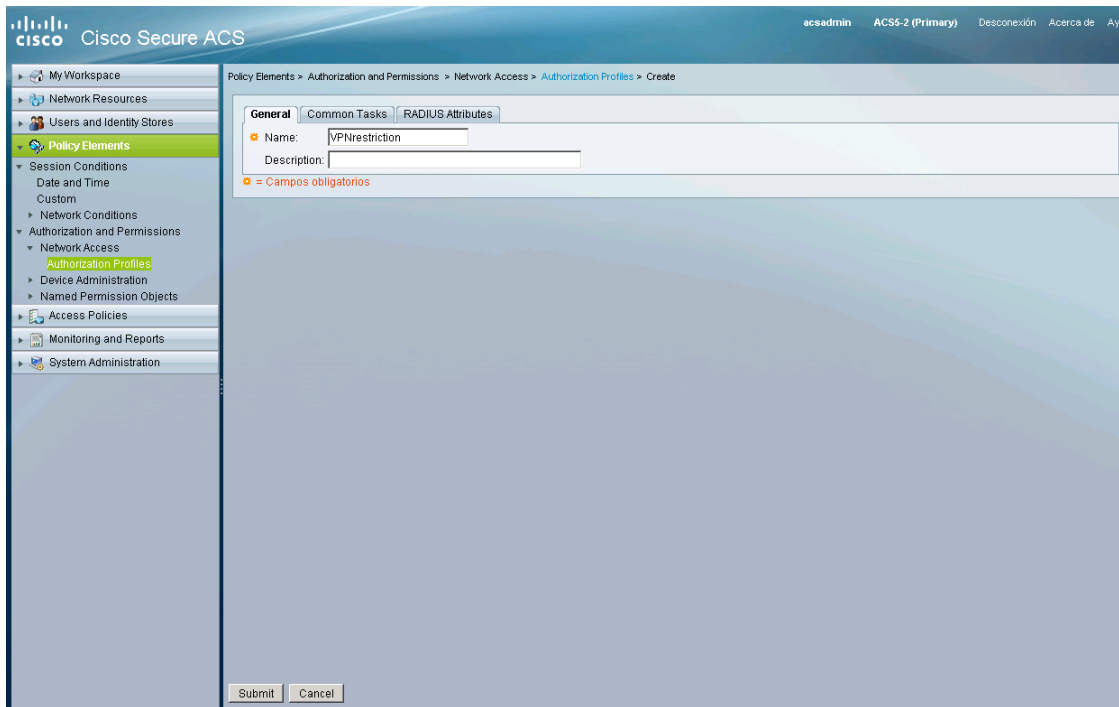 cisco Cisco Secure ACS
acsadmin ACS5-2 (Primary) Desconexión Acerca de Ay
My Workspace
Network Resources
Users and Identity Stores
Policy Elements
Session Conditions
Date and Time
Custom
Network Conditions
Authorization and Permissions
Network Access
Authorization Profiles
Device Administration
Named Permission Objects
Access Policies
Monitoring and Reports
System Administration
Policy Elements > Authorization and Permissions > Network Access > Authorization Profiles > Create
General Common Tasks RADIUS Attributes
Name: VPNrestriction
Description:
= Campos obligatorios
Submit Cancel